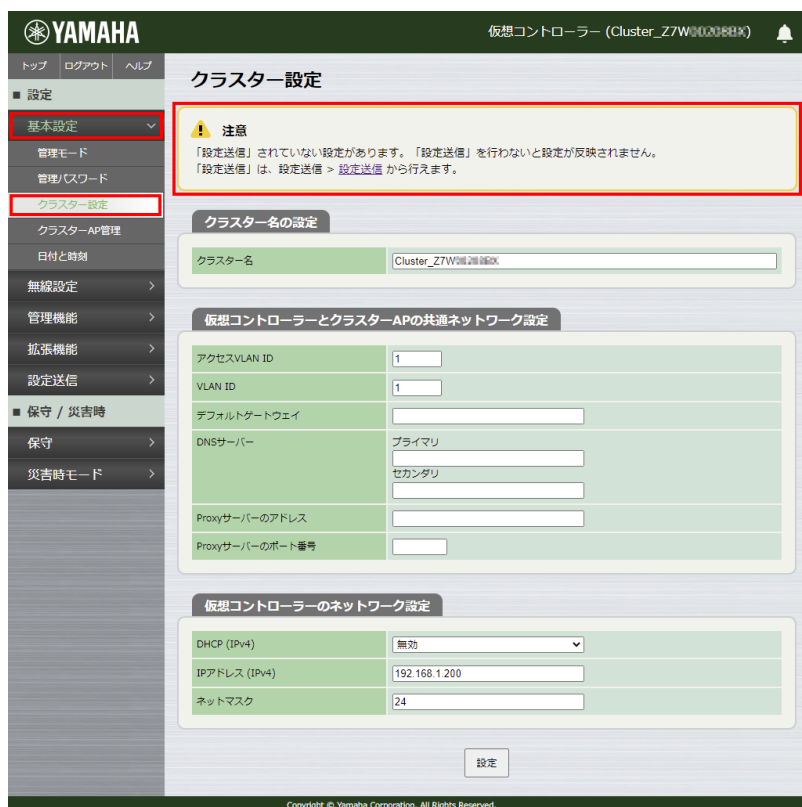 YAMAHA
仮想コントローラー (Cluster_Z7W
トップ ログアウト ヘルプ
■ 設定
基本設定
管理モード
管理パスワード
クラスター設定
クラスターAP管理
日付と時刻
無線設定
管理機能
拡張機能
設定送信
■ 保守 / 災害時
保守
災害時モード
クラスター設定
注意
「設定送信」されていない設定があります。「設定送信」を行わないと設定が反映されません。
「設定送信」は、設定送信 > 設定送信 から行えます。
クラスター名の設定
クラスター名 Cluster_Z7W
仮想コントローラーとクラスターAPの共通ネットワーク設定
アクセスVLAN ID 1
VLAN ID 1
デフォルトゲートウェイ
DNSサーバー プライマリ
セカンダリ
Proxyサーバーのアドレス
Proxyサーバーのポート番号
仮想コントローラーのネットワーク設定
DHCP (IPv4) 無効
IPアドレス (IPv4) 192.168.1.200
ネットマスク 24
設定
Copyright © Yamaha Corporation. All Rights Reserved.